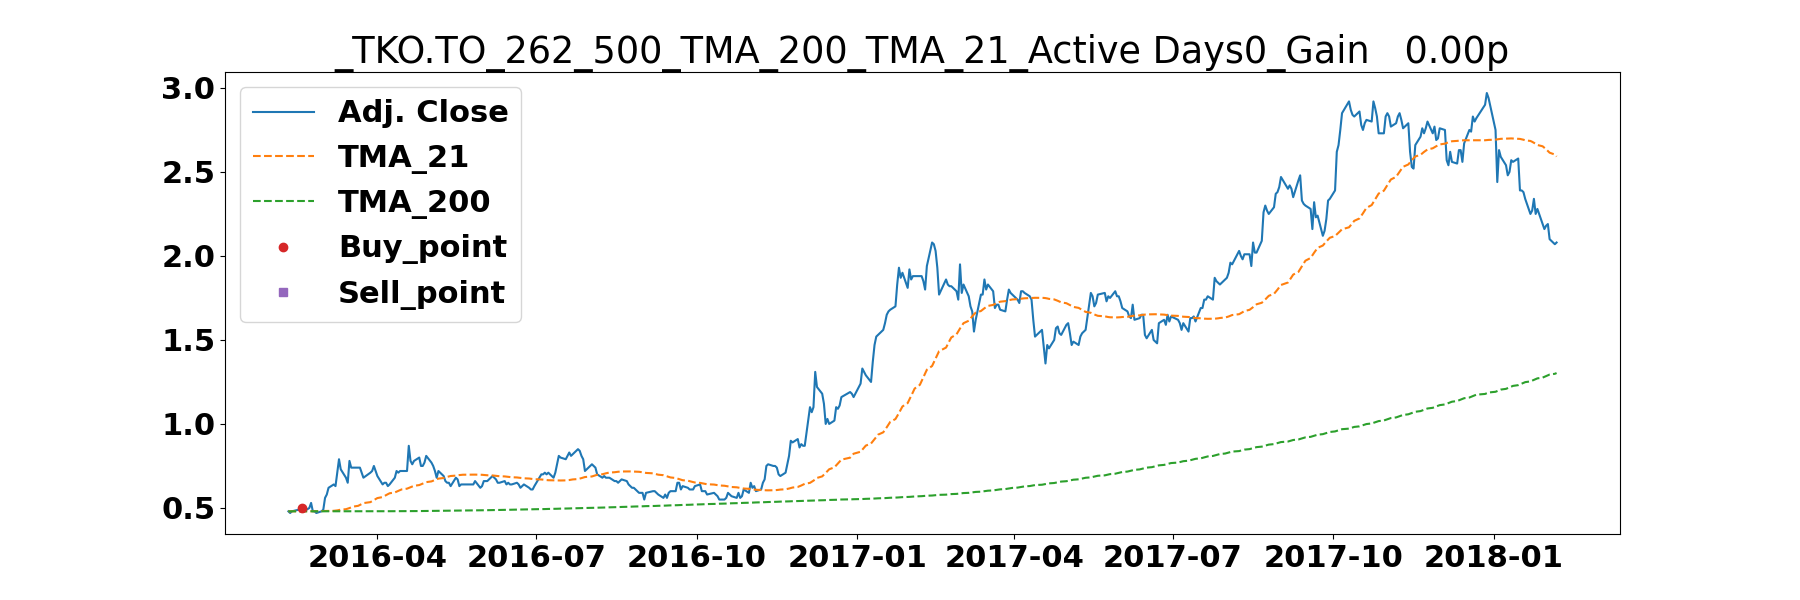 _TKO.TO_262_500_TMA_200_TMA_21_Active Days0_Gain   0.00p
3.0
2.5
2.0
1.5
1.0
0.5
Adj. Close
TMA_21
TMA_200
Buy_point
Sell_point
2016-04 2016-07 2016-10 2017-01 2017-04 2017-07 2017-10 2018-01